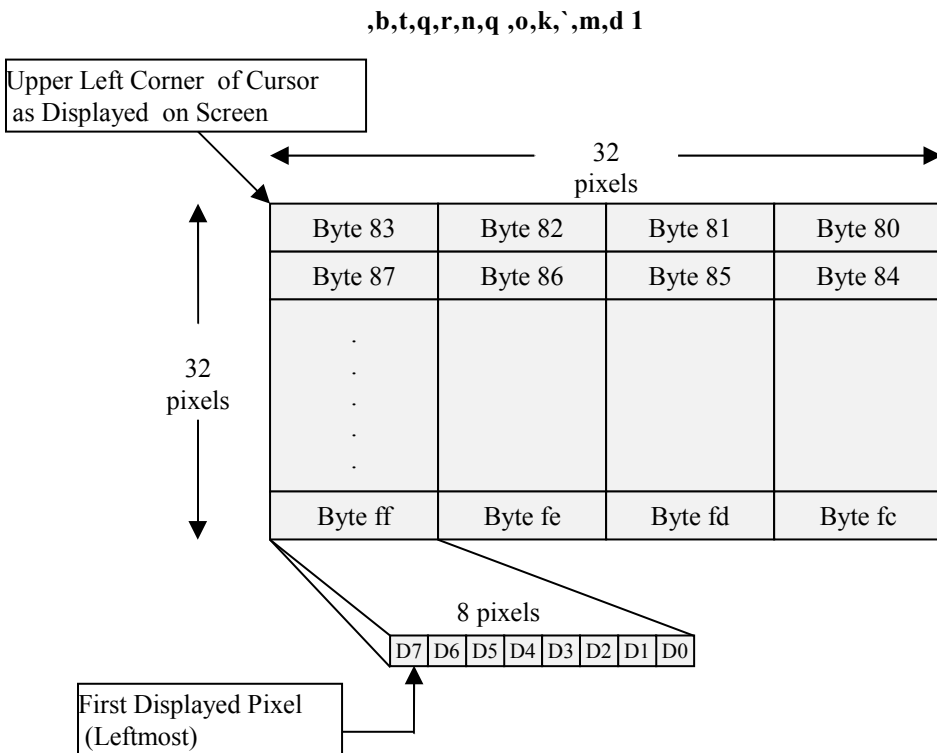 ,b,t,q,r,n,q ,o,k,`,m,d 1
Upper Left Corner of Cursor
as Displayed on Screen
32
pixels
Byte 83 Byte 82 Byte 81 Byte 80
Byte 87 Byte 86 Byte 85 Byte 84
.
.
.
.
.
32
pixels
Byte ff Byte fe Byte fd Byte fc
8 pixels
D7 D6 D5 D4 D3 D2 D1 D0
First Displayed Pixel
(Leftmost)